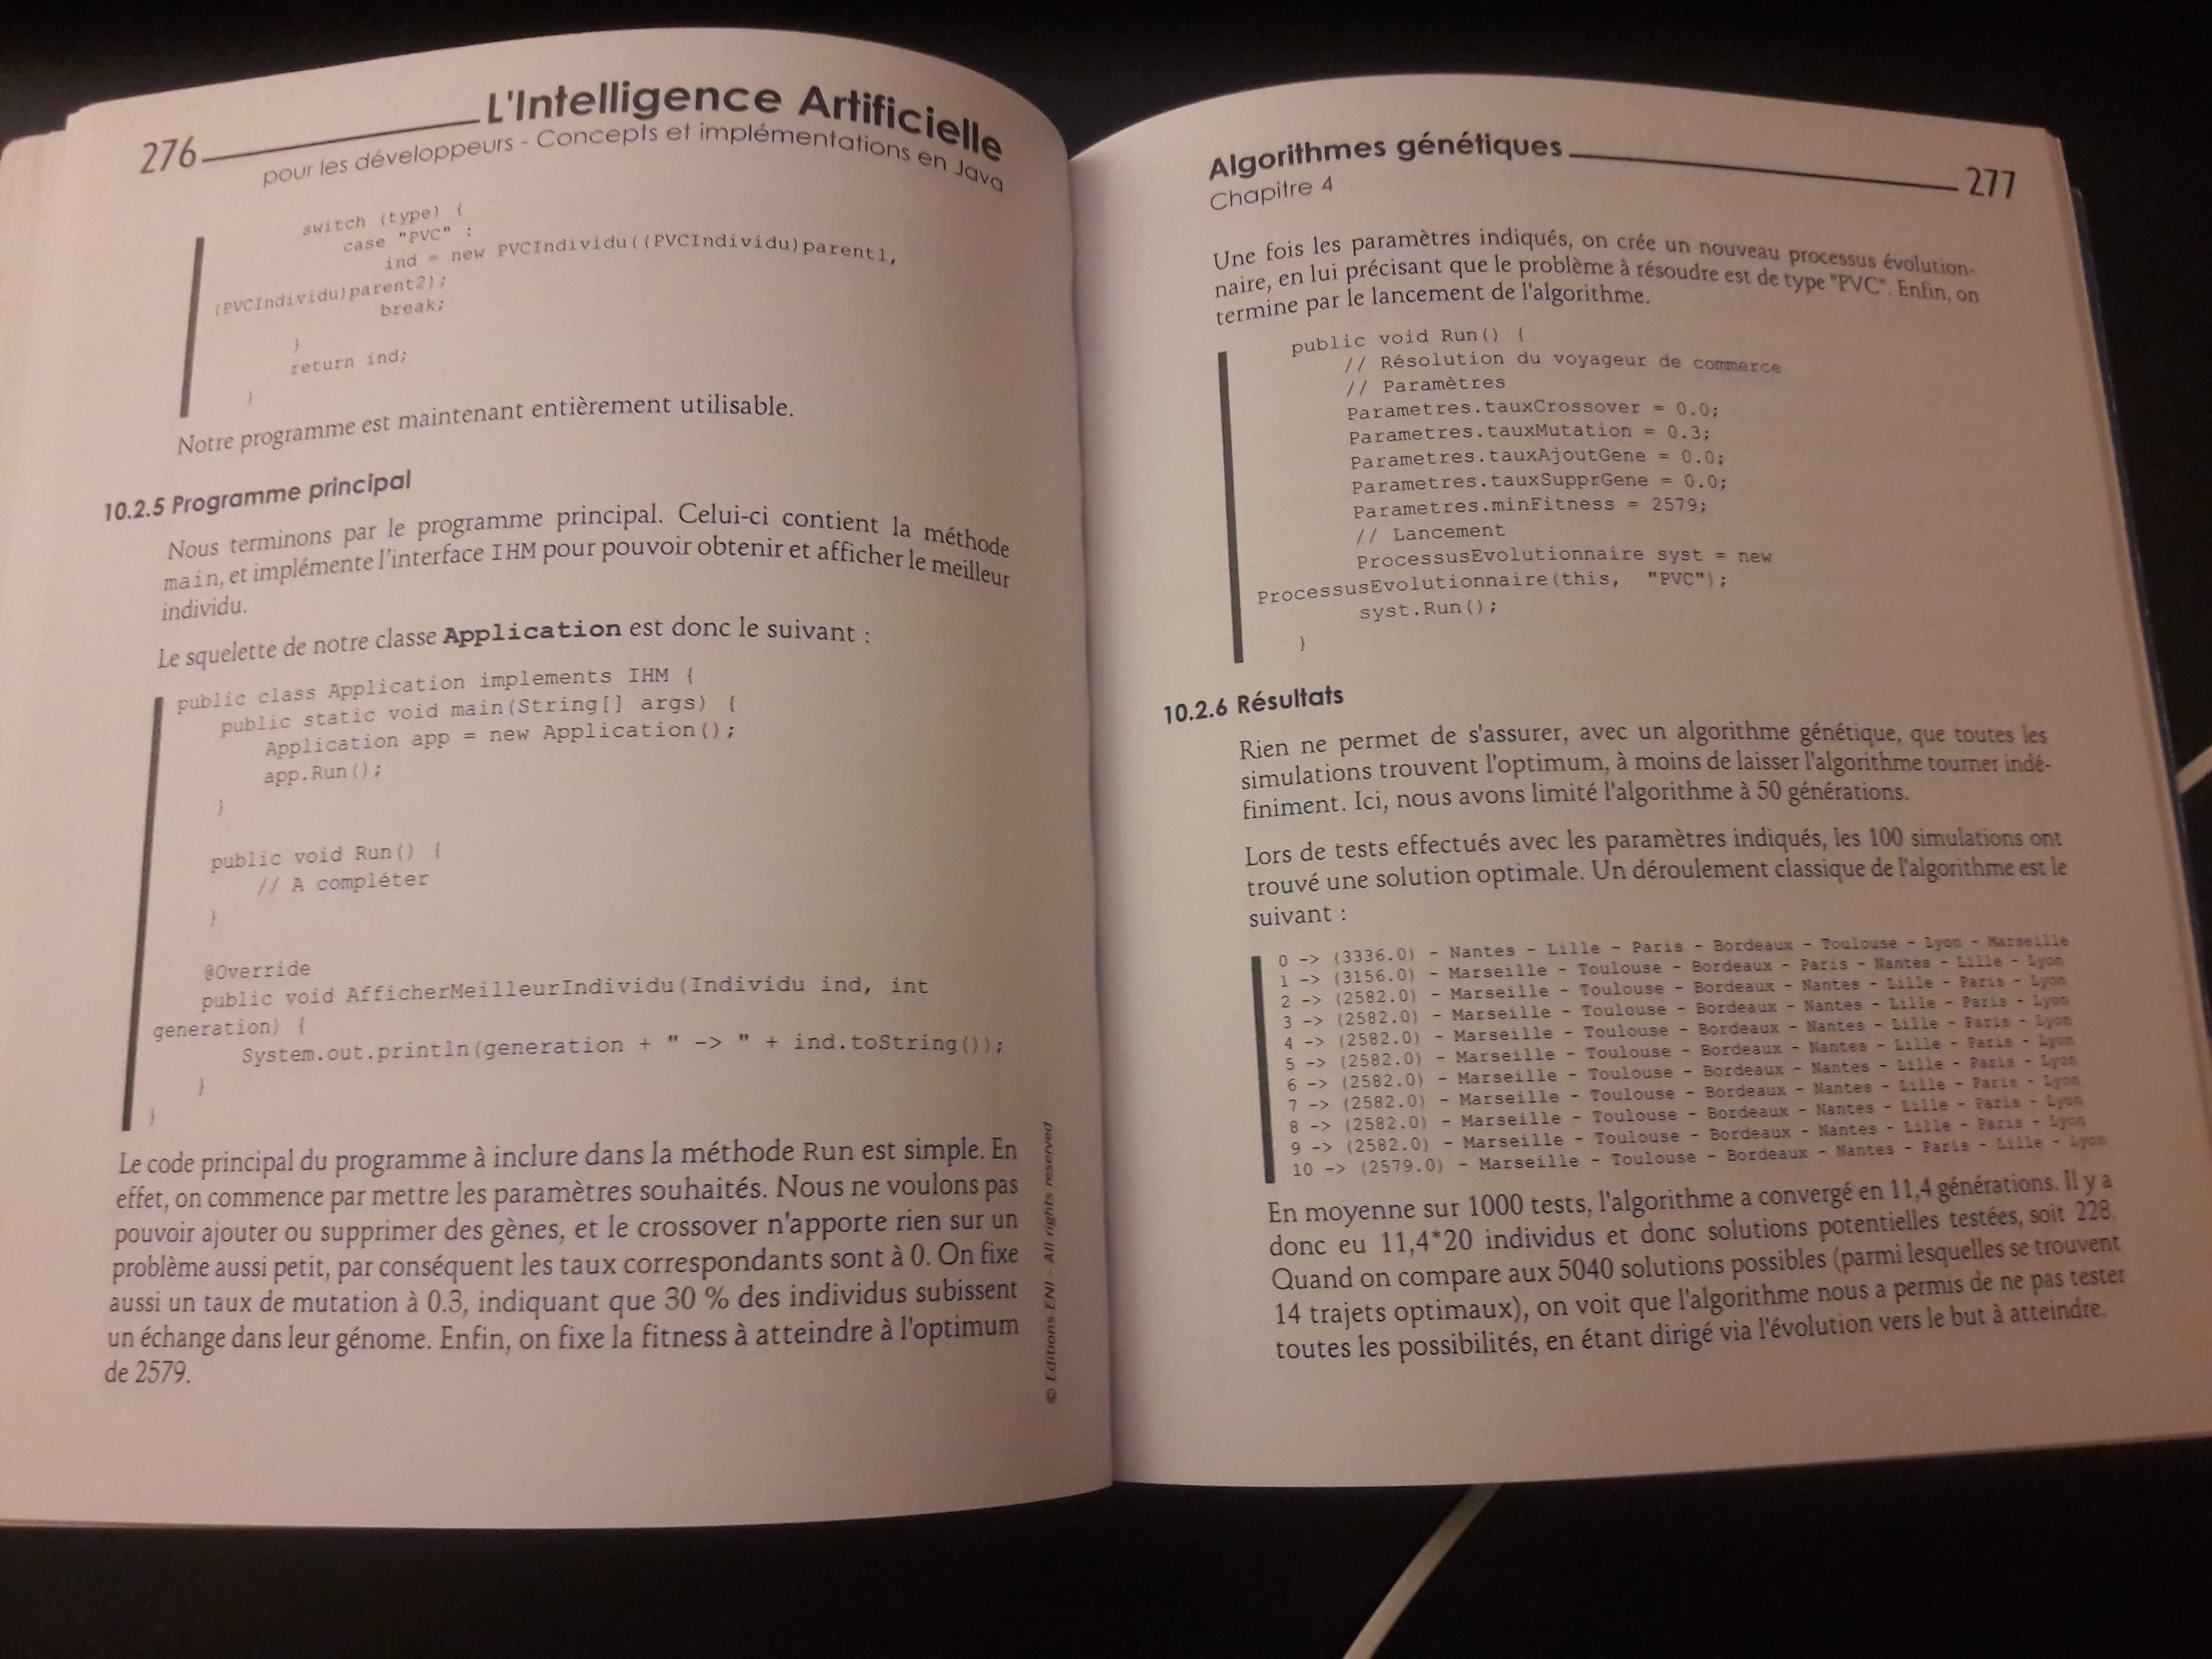 276
L'Intelligence Artificielle
pour les développeurs - Concepts et implémentations en Java
switch (type) {
case "PVC" :
ind = new PVCIndividu((PVCIndividu)parent1,
(PVCIndividu)parent2);
break;
}
return ind;
}
Notre programme est maintenant entièrement utilisable.
10.2.5 Programme principal
Nous terminons par le programme principal. Celui-ci contient la méthode
main, et implémente l'interface IHM pour pouvoir obtenir et afficher le meilleur
individu.
Le squelette de notre classe Application est donc le suivant :
public class Application implements IHM {
public static void main(String[] args) {
Application app = new Application();
app.Run();
}
public void Run() {
// A compléter
}
@Override
public void AfficherMeilleurIndividu(Individu ind, int
generation) {
System.out.println(generation + " -> " + ind.toString());
}
}
Le code principal du programme à inclure dans la méthode Run est simple. En
effet, on commence par mettre les paramètres souhaités. Nous ne voulons pas
pouvoir ajouter ou supprimer des gènes, et le crossover n'apporte rien sur un
problème aussi petit, par conséquent les taux correspondants sont à 0. On fixe
aussi un taux de mutation à 0.3, indiquant que 30 % des individus subissent
un échange dans leur génome. Enfin, on fixe la fitness à atteindre à l'optimum
de 2579.
© Editions ENI - All rights reserved
Algorithmes génétiques
277
Chapitre 4
Une fois les paramètres indiqués, on crée un nouveau processus évolution-
naire, en lui précisant que le problème à résoudre est de type "PVC". Enfin, on
termine par le lancement de l'algorithme.
public void Run() {
// Résolution du voyageur de commerce
// Paramètres
Parametres.tauxCrossover = 0.0;
Parametres.tauxMutation = 0.3;
Parametres.tauxAjoutGene = 0.0;
Parametres.tauxSupprGene = 0.0;
Parametres.minFitness = 2579;
// Lancement
ProcessusEvolutionnaire syst = new
ProcessusEvolutionnaire(this, "PVC");
syst.Run();
}
10.2.6 Résultats
Rien ne permet de s'assurer, avec un algorithme génétique, que toutes les
simulations trouvent l'optimum, à moins de laisser l'algorithme tourner indé-
finiment. Ici, nous avons limité l'algorithme à 50 générations.
Lors de tests effectués avec les paramètres indiqués, les 100 simulations ont
trouvé une solution optimale. Un déroulement classique de l'algorithme est le
suivant :
0 -> (3336.0) - Nantes - Lille - Paris - Bordeaux - Toulouse - Lyon - Marseille
1 -> (3156.0) - Marseille - Toulouse - Bordeaux - Paris - Nantes - Lille - Lyon
2 -> (2582.0) - Marseille - Toulouse - Bordeaux - Nantes - Lille - Paris - Lyon
3 -> (2582.0) - Marseille - Toulouse - Bordeaux - Nantes - Lille - Paris - Lyon
4 -> (2582.0) - Marseille - Toulouse - Bordeaux - Nantes - Lille - Paris - Lyon
5 -> (2582.0) - Marseille - Toulouse - Bordeaux - Nantes - Lille - Paris - Lyon
6 -> (2582.0) - Marseille - Toulouse - Bordeaux - Nantes - Lille - Paris - Lyon
7 -> (2582.0) - Marseille - Toulouse - Bordeaux - Nantes - Lille - Paris - Lyon
8 -> (2582.0) - Marseille - Toulouse - Bordeaux - Nantes - Lille - Paris - Lyon
9 -> (2582.0) - Marseille - Toulouse - Bordeaux - Nantes - Lille - Paris - Lyon
10 -> (2579.0) - Marseille - Toulouse - Bordeaux - Nantes - Paris - Lille - Lyon
En moyenne sur 1000 tests, l'algorithme a convergé en 11,4 générations. Il y a
donc eu 11,4*20 individus et donc solutions potentielles testées, soit 228.
Quand on compare aux 5040 solutions possibles (parmi lesquelles se trouvent
14 trajets optimaux), on voit que l'algorithme nous a permis de ne pas tester
toutes les possibilités, en étant dirigé via l'évolution vers le but à atteindre.